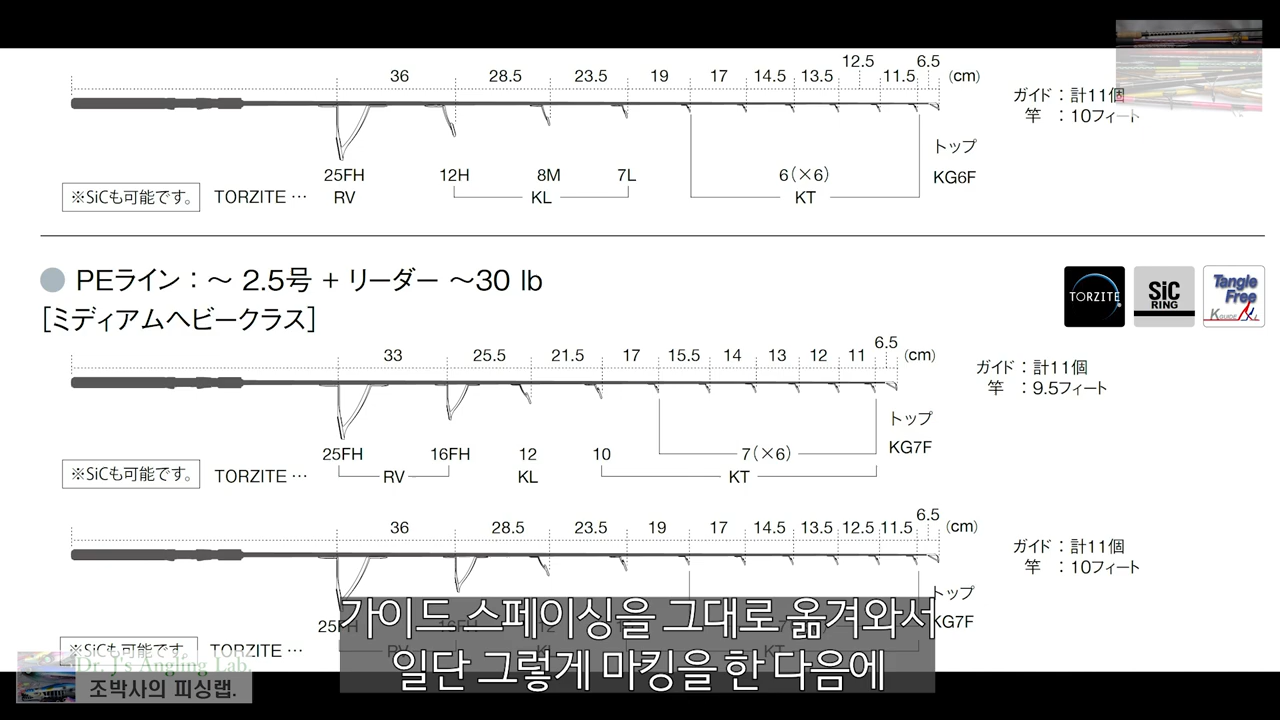 36 28.5 23.5 19 17 14.5 13.5 12.5 11.5 6.5 (cm)
ガイド：計11個
竿　：10フィート
トップ
25FH 12H 8M 7L 6(×6) KG6F
※SiCも可能です。 TORZITE … RV KL KT
PEライン：～ 2.5号 + リーダー ～30 lb
[ミディアムヘビークラス]
TORZITE
SiC
RING
Tangle
Free
K GUIDE
33 25.5 21.5 17 15.5 14 13 12 11 6.5 (cm)
ガイド：計11個
竿　：9.5フィート
トップ
25FH 16FH 12 10 7(×6) KG7F
※SiCも可能です。 TORZITE … RV KL KT
36 28.5 23.5 19 17 14.5 13.5 12.5 11.5 6.5 (cm)
ガイド：計11個
竿　：10フィート
トップ
25FH 16FH 12 KG7F
※SiCも可能です。 TORZITE … RV KL KT
가이드 스페이싱을 그대로 옮겨와서
일단 그렇게 마킹을 한 다음에
Dr. J's Angling Lab.
조박사의 피싱랩.